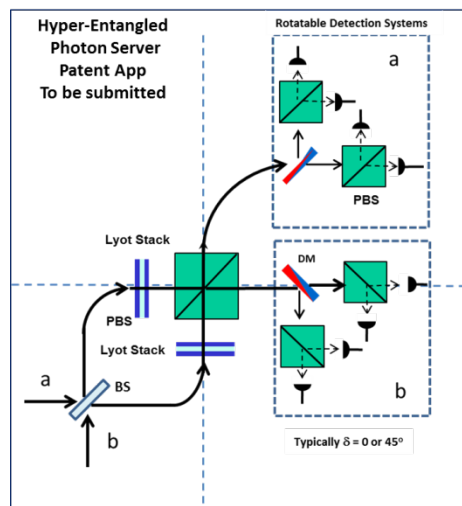 Hyper-Entangled
Photon Server
Patent App
To be submitted
Rotatable Detection Systems
a
PBS
Lyot Stack
DM
PBS
Lyot Stack
a
BS
b
b
Typically δ = 0 or 45°